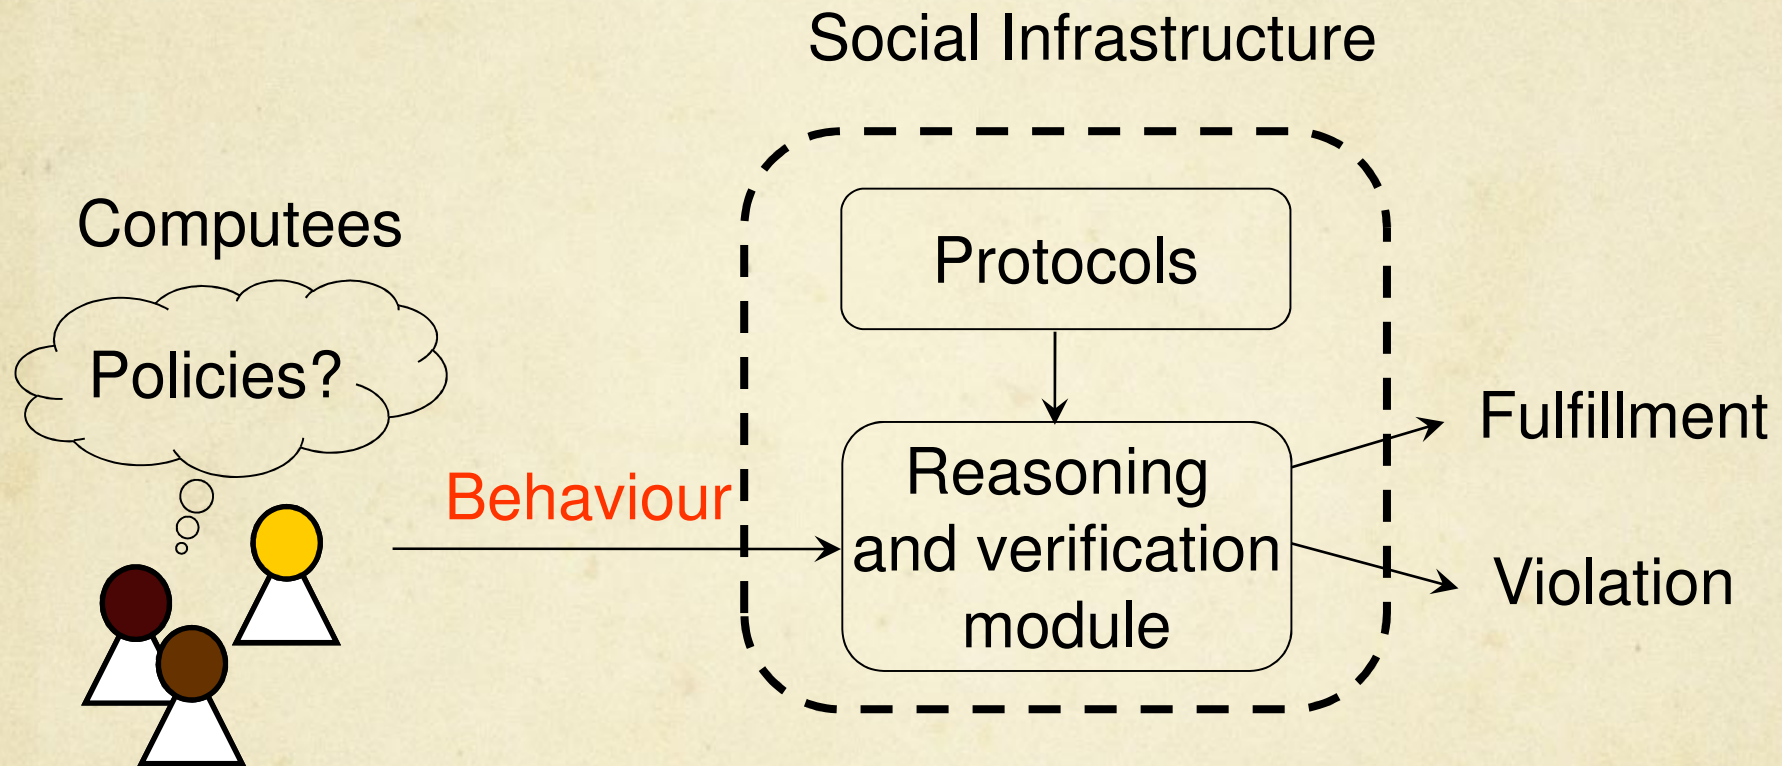 Social Infrastructure
Computees
Policies?
Behaviour
Protocols
Reasoning
and verification
module
Fulfillment
Violation